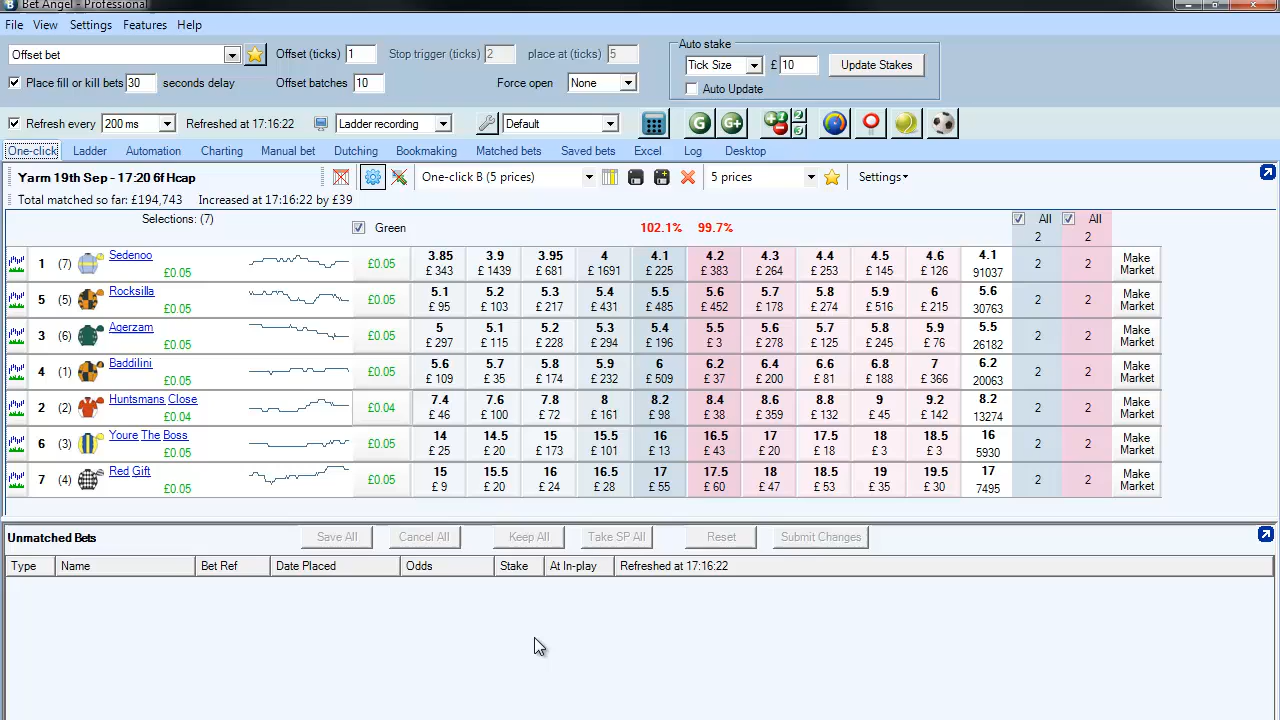 Bet Angel - Professional
File View Settings Features Help
Offset bet Offset (ticks) 1 Stop trigger (ticks) 2 place at (ticks) 5 Auto stake
Tick Size £ 10 Update Stakes
Place fill or kill bets 30 seconds delay Offset batches 10 Force open None Auto Update
Refresh every 200 ms Refreshed at 17:16:22 Ladder recording Default G G+
One-click Ladder Automation Charting Manual bet Dutching Bookmaking Matched bets Saved bets Excel Log Desktop
Yarm 19th Sep - 17:20 6f Hcap One-click B (5 prices) 5 prices Settings
Total matched so far: £194,743 Increased at 17:16:22 by £39
Selections: (7) Green 102.1% 99.7% All All
2 2
1 (7) Sedenoo £0.05 £0.05 3.85 3.9 3.95 4 4.1 4.2 4.3 4.4 4.5 4.6 4.1 2 2 Make Market
£ 343 £ 1439 £ 681 £ 1691 £ 225 £ 383 £ 264 £ 253 £ 145 £ 126 91037
5 (5) Rocksilla £0.05 £0.05 5.1 5.2 5.3 5.4 5.5 5.6 5.7 5.8 5.9 6 5.6 2 2 Make Market
£ 95 £ 103 £ 217 £ 431 £ 485 £ 452 £ 178 £ 274 £ 516 £ 215 30763
3 (6) Agerzam £0.05 £0.05 5 5.1 5.2 5.3 5.4 5.5 5.6 5.7 5.8 5.9 5.5 2 2 Make Market
£ 297 £ 115 £ 228 £ 294 £ 196 £ 3 £ 278 £ 125 £ 245 £ 76 26182
4 (1) Baddilini £0.05 £0.05 5.6 5.7 5.8 5.9 6 6.2 6.4 6.6 6.8 7 6.2 2 2 Make Market
£ 109 £ 35 £ 174 £ 232 £ 509 £ 37 £ 200 £ 81 £ 188 £ 366 20063
2 (2) Huntsmans Close £0.04 £0.04 7.4 7.6 7.8 8 8.2 8.4 8.6 8.8 9 9.2 8.2 2 2 Make Market
£ 46 £ 100 £ 72 £ 161 £ 98 £ 38 £ 359 £ 132 £ 45 £ 142 13274
6 (3) Youre The Boss £0.05 £0.05 14 14.5 15 15.5 16 16.5 17 17.5 18 18.5 16 2 2 Make Market
£ 25 £ 20 £ 173 £ 101 £ 13 £ 43 £ 20 £ 18 £ 3 £ 3 5930
7 (4) Red Gift £0.05 £0.05 15 15.5 16 16.5 17 17.5 18 18.5 19 19.5 17 2 2 Make Market
£ 9 £ 20 £ 24 £ 28 £ 55 £ 60 £ 47 £ 53 £ 35 £ 30 7495
Unmatched Bets Save All Cancel All Keep All Take SP All Reset Submit Changes
Type Name Bet Ref Date Placed Odds Stake At In-play Refreshed at 17:16:22